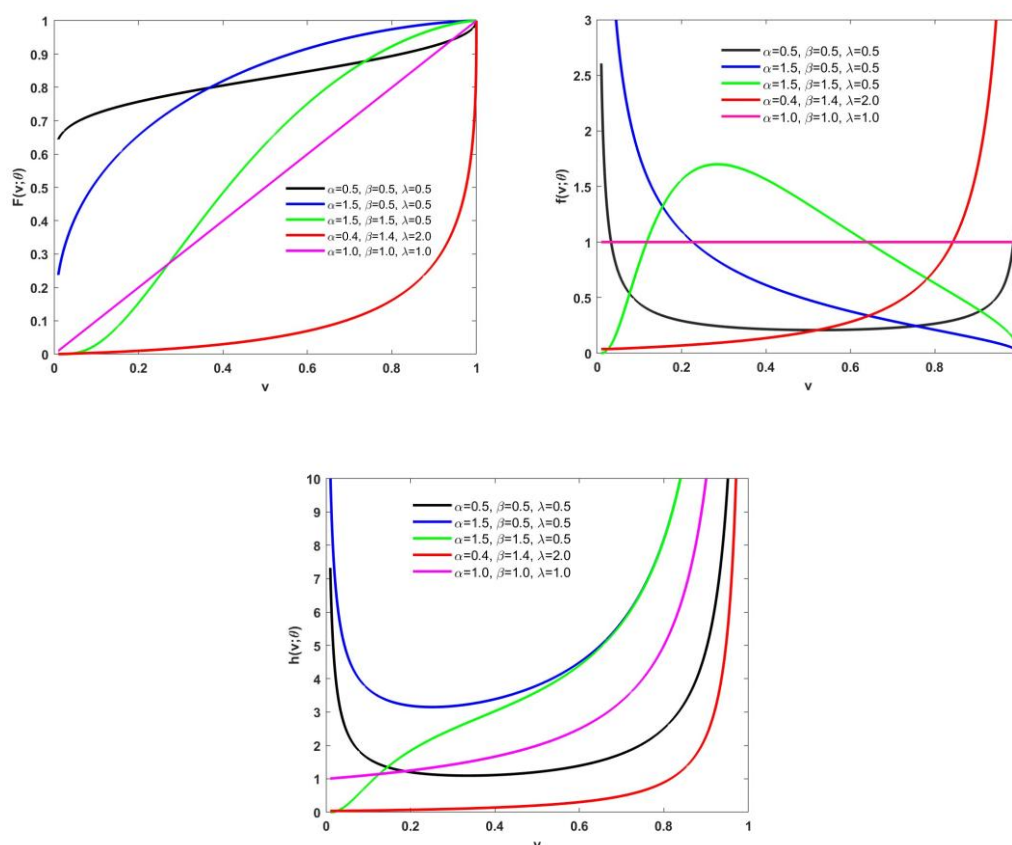 1
0.9
0.8
0.7
0.6
0.5
0.4
0.3
0.2
0.1
0
F(v;θ)
α=0.5, β=0.5, λ=0.5
α=1.5, β=0.5, λ=0.5
α=1.5, β=1.5, λ=0.5
α=0.4, β=1.4, λ=2.0
α=1.0, β=1.0, λ=1.0
0 0.2 0.4 0.6 0.8 1
v
3
2.5
2
1.5
1
0.5
0
f(v;θ)
α=0.5, β=0.5, λ=0.5
α=1.5, β=0.5, λ=0.5
α=1.5, β=1.5, λ=0.5
α=0.4, β=1.4, λ=2.0
α=1.0, β=1.0, λ=1.0
0 0.2 0.4 0.6 0.8
v
10
9
8
7
6
5
4
3
2
1
0
h(v;θ)
α=0.5, β=0.5, λ=0.5
α=1.5, β=0.5, λ=0.5
α=1.5, β=1.5, λ=0.5
α=0.4, β=1.4, λ=2.0
α=1.0, β=1.0, λ=1.0
0 0.2 0.4 0.6 0.8 1
v